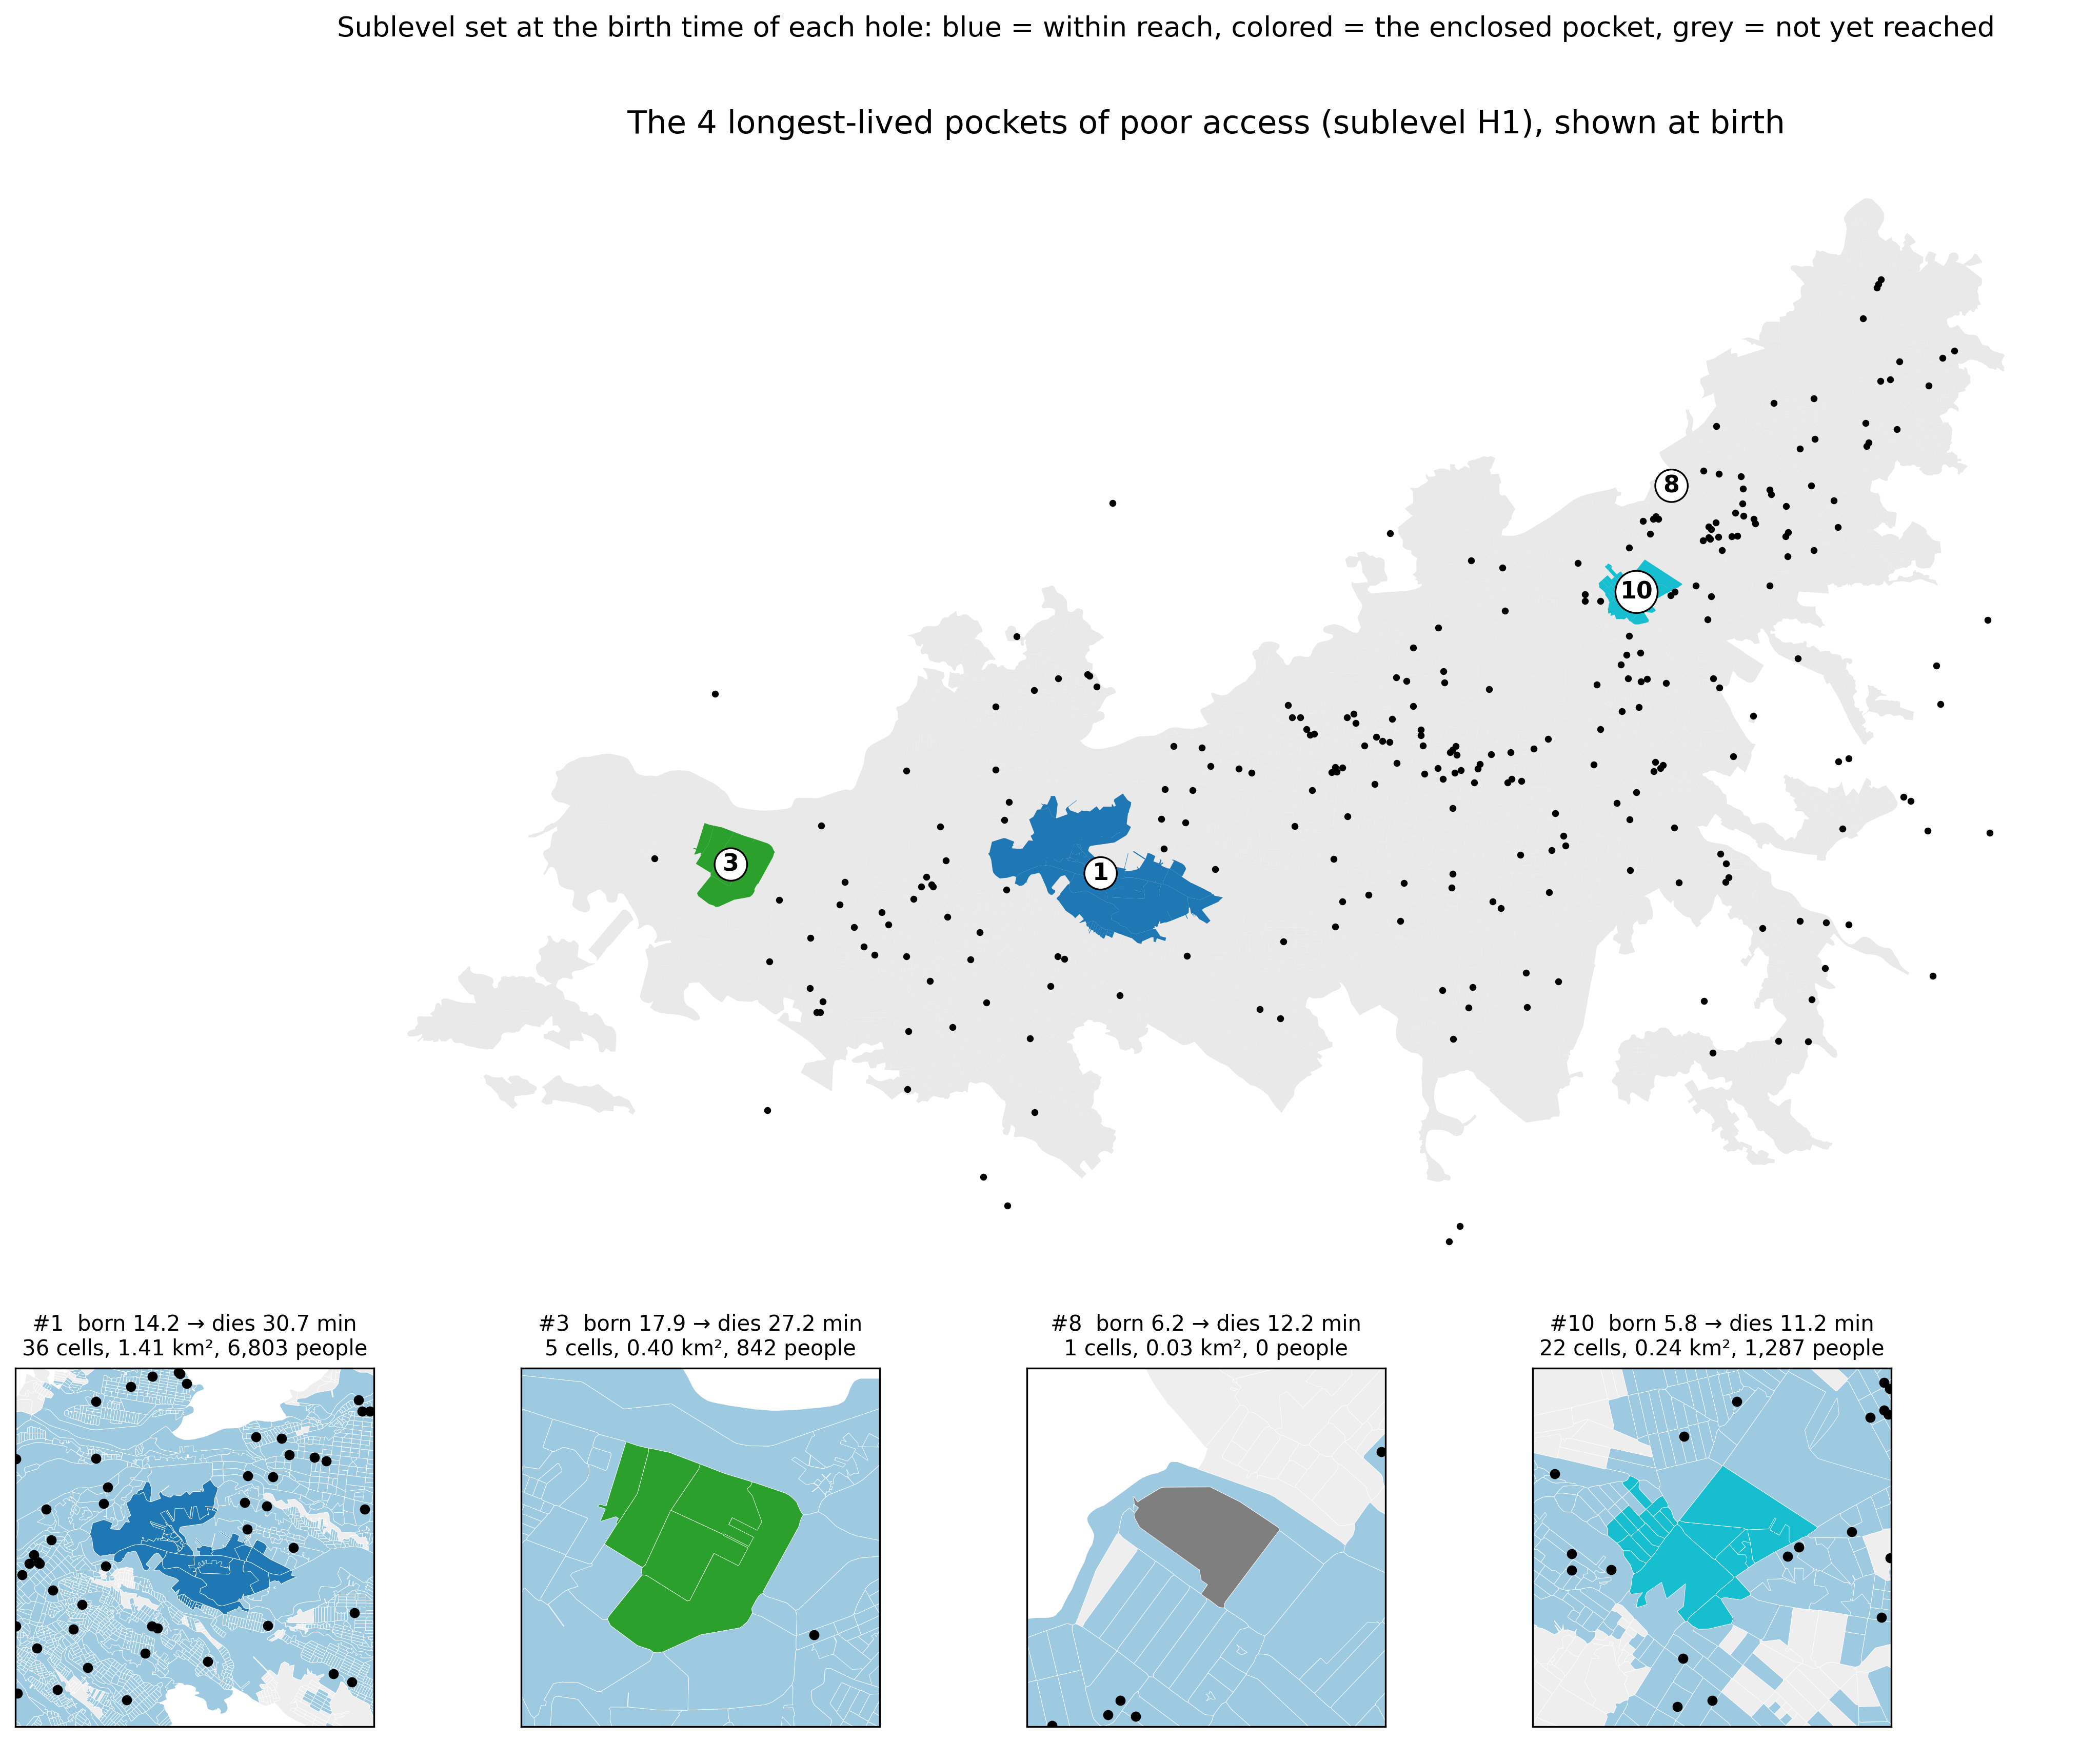 Sublevel set at the birth time of each hole: blue = within reach, colored = the enclosed pocket, grey = not yet reached
The 4 longest-lived pockets of poor access (sublevel H1), shown at birth
8
10
3
1
#1  born 14.2 → dies 30.7 min
36 cells, 1.41 km², 6,803 people
#3  born 17.9 → dies 27.2 min
5 cells, 0.40 km², 842 people
#8  born 6.2 → dies 12.2 min
1 cells, 0.03 km², 0 people
#10  born 5.8 → dies 11.2 min
22 cells, 0.24 km², 1,287 people